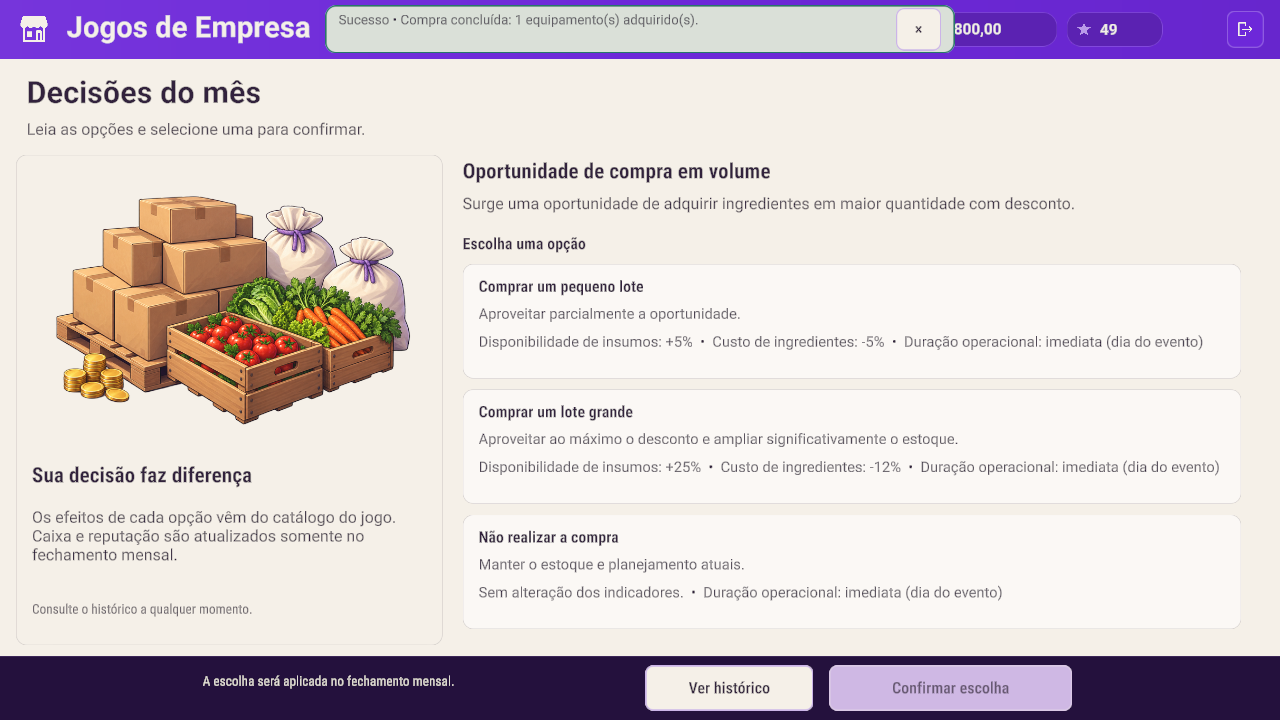 Jogos de Empresa
Sucesso • Compra concluída: 1 equipamento(s) adquirido(s).
×
800,00
49
Decisões do mês
Leia as opções e selecione uma para confirmar.
Sua decisão faz diferença
Os efeitos de cada opção vêm do catálogo do jogo.
Caixa e reputação são atualizados somente no
fechamento mensal.
Consulte o histórico a qualquer momento.
Oportunidade de compra em volume
Surge uma oportunidade de adquirir ingredientes em maior quantidade com desconto.
Escolha uma opção
Comprar um pequeno lote
Aproveitar parcialmente a oportunidade.
Disponibilidade de insumos: +5% • Custo de ingredientes: -5% • Duração operacional: imediata (dia do evento)
Comprar um lote grande
Aproveitar ao máximo o desconto e ampliar significativamente o estoque.
Disponibilidade de insumos: +25% • Custo de ingredientes: -12% • Duração operacional: imediata (dia do evento)
Não realizar a compra
Manter o estoque e planejamento atuais.
Sem alteração dos indicadores. • Duração operacional: imediata (dia do evento)
A escolha será aplicada no fechamento mensal.
Ver histórico
Confirmar escolha